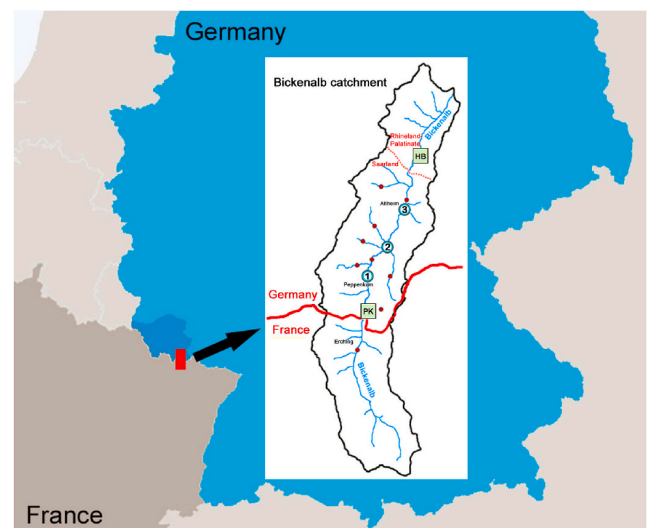 Germany
Bickenalb catchment
Bickenalb
Rhineland
Palatinate
HB
Saarland
Altheim
3
2
1
Peppenkum
Germany
PK
France
Erching
Bickenalb
France